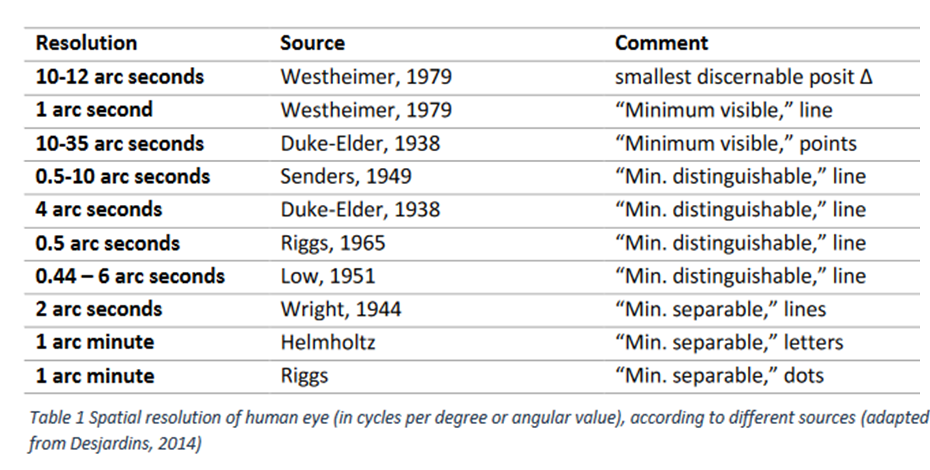 Resolution Source Comment
10-12 arc seconds Westheimer, 1979 smallest discernable posit Δ
1 arc second Westheimer, 1979 “Minimum visible,” line
10-35 arc seconds Duke-Elder, 1938 “Minimum visible,” points
0.5-10 arc seconds Senders, 1949 “Min. distinguishable,” line
4 arc seconds Duke-Elder, 1938 “Min. distinguishable,” line
0.5 arc seconds Riggs, 1965 “Min. distinguishable,” line
0.44 – 6 arc seconds Low, 1951 “Min. distinguishable,” line
2 arc seconds Wright, 1944 “Min. separable,” lines
1 arc minute Helmholtz “Min. separable,” letters
1 arc minute Riggs “Min. separable,” dots
Table 1 Spatial resolution of human eye (in cycles per degree or angular value), according to different sources (adapted
from Desjardins, 2014)